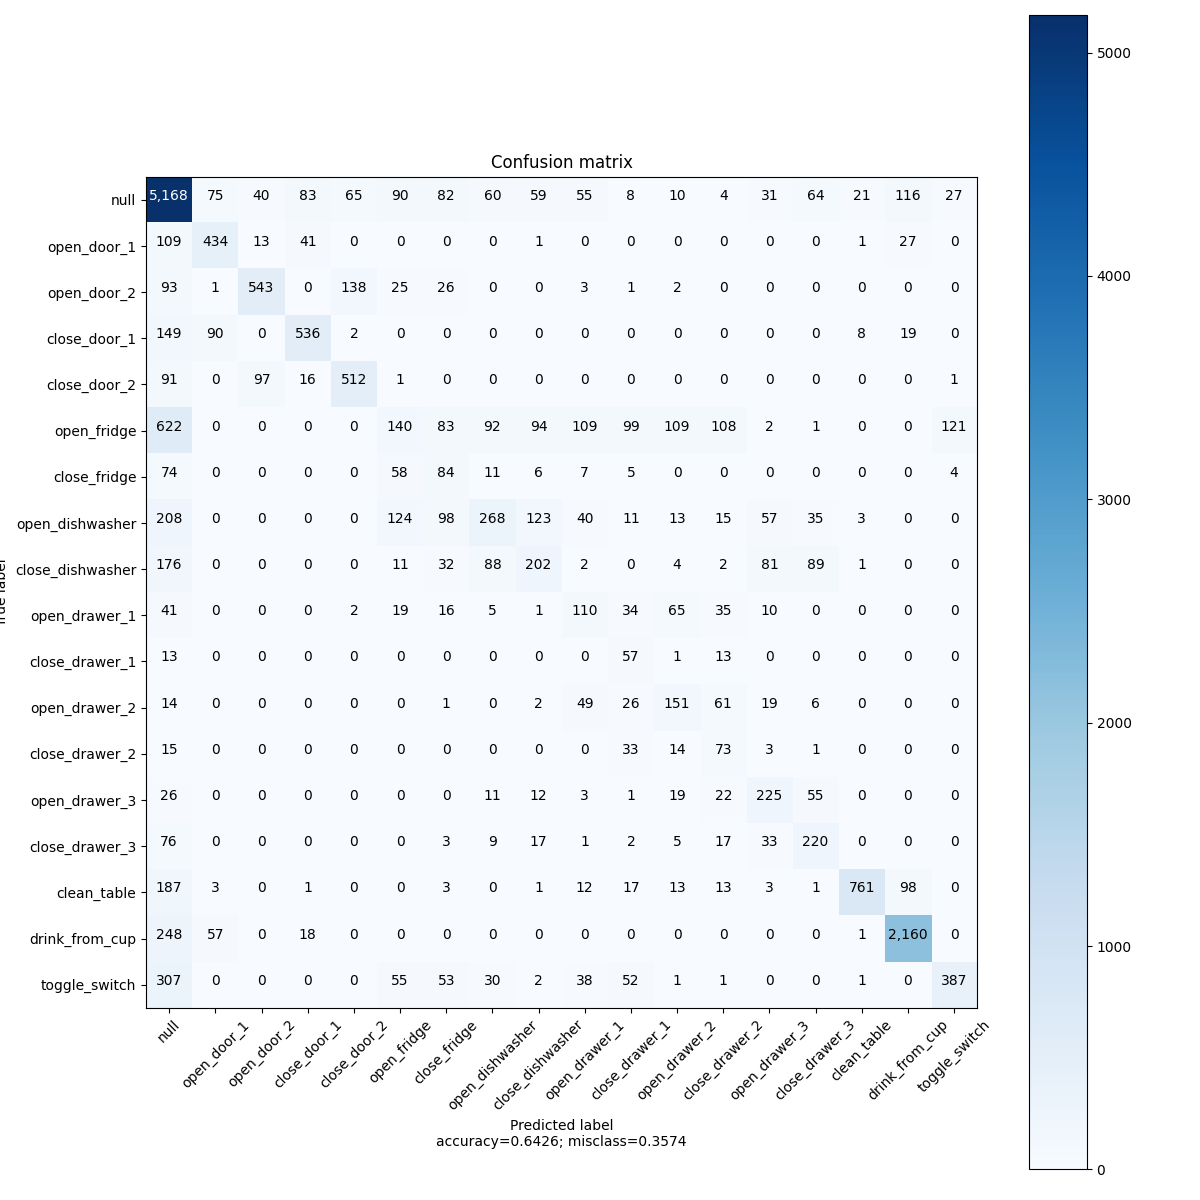 Confusion matrix
null 5,168 75 40 83 65 90 82 60 59 55 8 10 4 31 64 21 116 27
open_door_1 109 434 13 41 0 0 0 0 1 0 0 0 0 0 0 1 27 0
open_door_2 93 1 543 0 138 25 26 0 0 3 1 2 0 0 0 0 0 0
close_door_1 149 90 0 536 2 0 0 0 0 0 0 0 0 0 0 8 19 0
close_door_2 91 0 97 16 512 1 0 0 0 0 0 0 0 0 0 0 0 1
open_fridge 622 0 0 0 0 140 83 92 94 109 99 109 108 2 1 0 0 121
close_fridge 74 0 0 0 0 58 84 11 6 7 5 0 0 0 0 0 0 4
open_dishwasher 208 0 0 0 0 124 98 268 123 40 11 13 15 57 35 3 0 0
close_dishwasher 176 0 0 0 0 11 32 88 202 2 0 4 2 81 89 1 0 0
open_drawer_1 41 0 0 0 2 19 16 5 1 110 34 65 35 10 0 0 0 0
close_drawer_1 13 0 0 0 0 0 0 0 0 0 57 1 13 0 0 0 0 0
open_drawer_2 14 0 0 0 0 0 1 0 2 49 26 151 61 19 6 0 0 0
close_drawer_2 15 0 0 0 0 0 0 0 0 0 33 14 73 3 1 0 0 0
open_drawer_3 26 0 0 0 0 0 0 11 12 3 1 19 22 225 55 0 0 0
close_drawer_3 76 0 0 0 0 0 3 9 17 1 2 5 17 33 220 0 0 0
clean_table 187 3 0 1 0 0 3 0 1 12 17 13 13 3 1 761 98 0
drink_from_cup 248 57 0 18 0 0 0 0 0 0 0 0 0 0 0 1 2,160 0
toggle_switch 307 0 0 0 0 55 53 30 2 38 52 1 1 0 0 1 0 387
null open_door_1 open_door_2 close_door_1 close_door_2 open_fridge close_fridge open_dishwasher close_dishwasher open_drawer_1 close_drawer_1 open_drawer_2 close_drawer_2 open_drawer_3 close_drawer_3 clean_table drink_from_cup toggle_switch
Predicted label
accuracy=0.6426; misclass=0.3574
5000
4000
3000
2000
1000
0